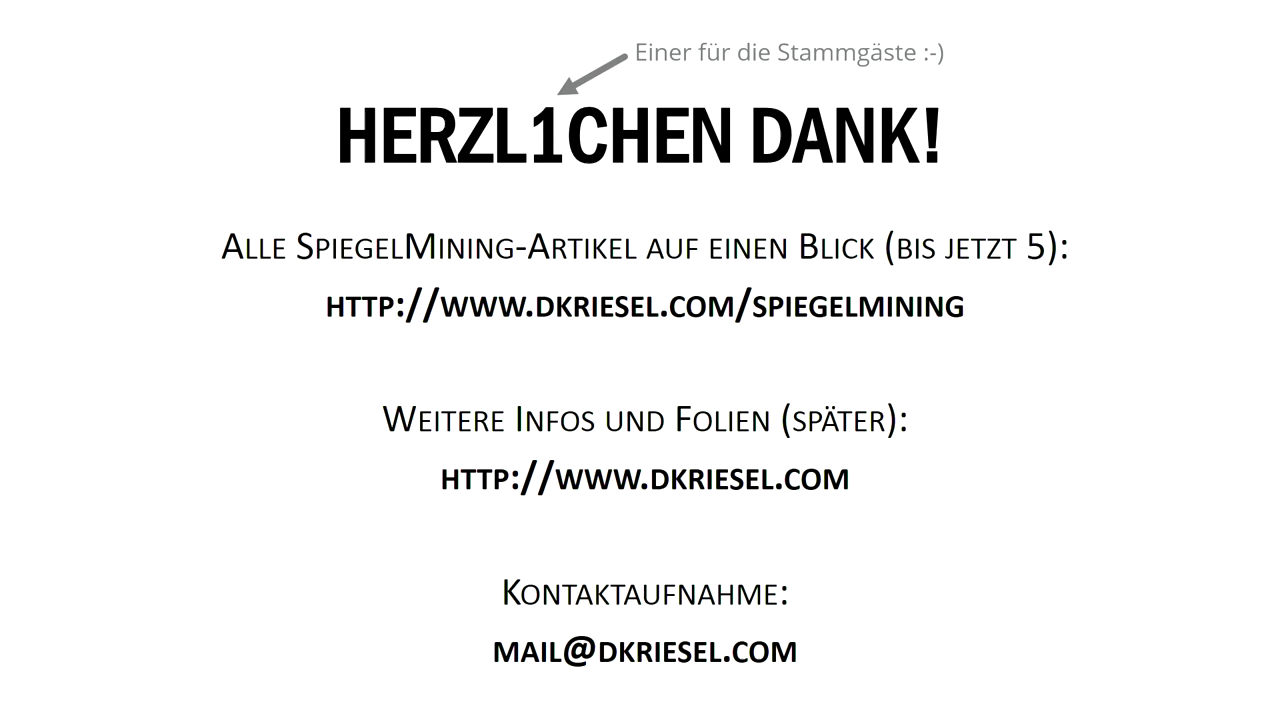 Einer für die Stammgäste :-)
HERZL1CHEN DANK!
Alle SpiegelMining-Artikel auf einen Blick (bis jetzt 5):
http://www.dkriesel.com/spiegelmining
Weitere Infos und Folien (später):
http://www.dkriesel.com
Kontaktaufnahme:
mail@dkriesel.com